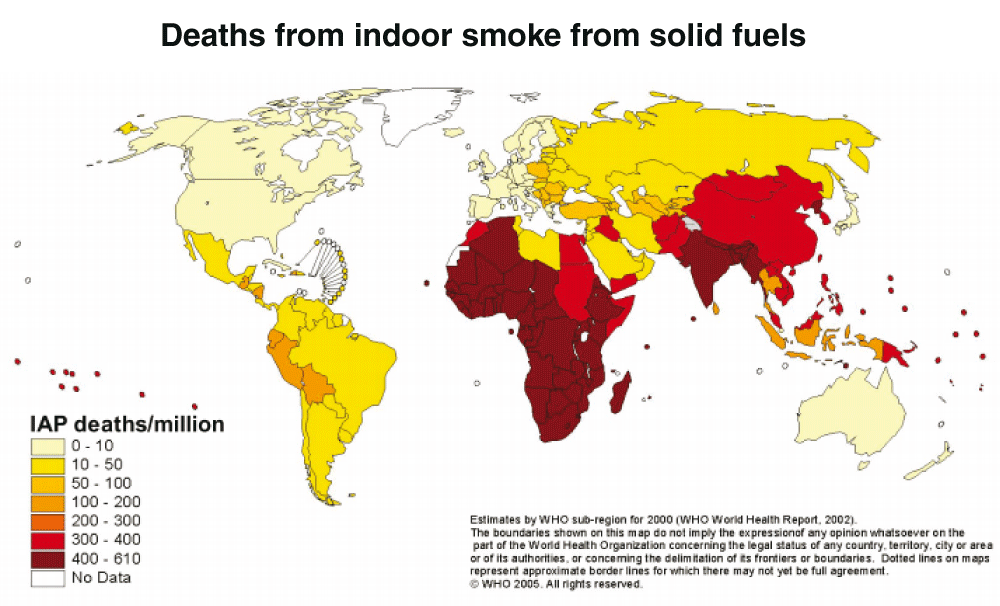 Deaths from indoor smoke from solid fuels
IAP deaths/million
0 - 10
10 - 50
50 - 100
100 - 200
200 - 300
300 - 400
400 - 610
No Data
Estimates by WHO sub-region for 2000 (WHO World Health Report, 2002).
The boundaries shown on this map do not imply the expressionof any opinion whatsoever on the
part of the World Health Organization concerning the legal status of any country, territory, city or area
or of its authorities, or concerning the delimitation of its frontiers or boundaries. Dotted lines on maps
represent approximate border lines for which there may not yet be full agreement.
© WHO 2005. All rights reserved.